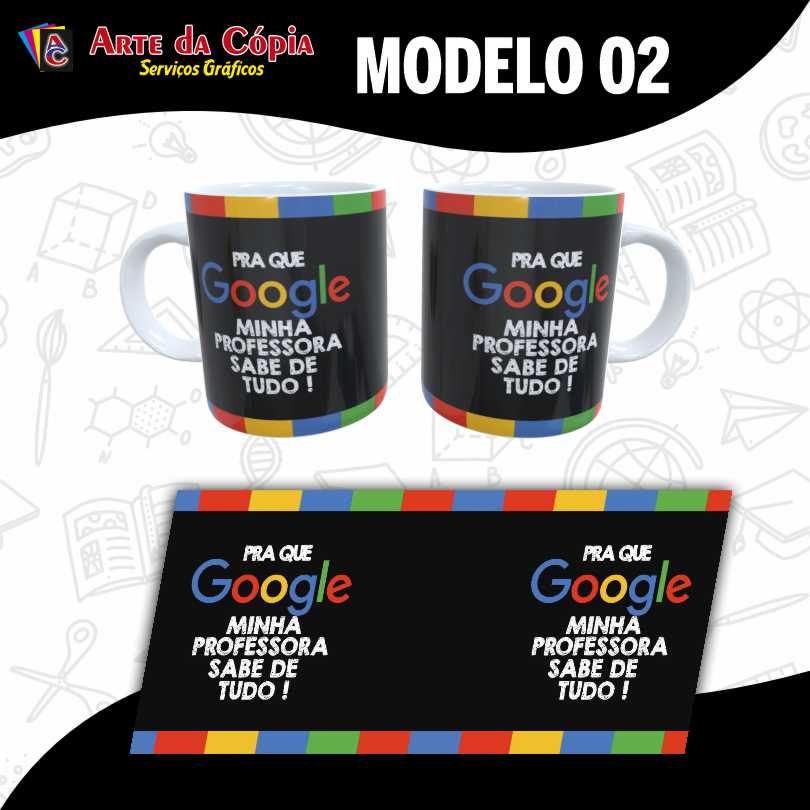 AC
ARTE DA CÓPIA
Serviços Gráficos
MODELO 02
PRA QUE
Google
MINHA
PROFESSORA
SABE DE
TUDO !
PRA QUE
Google
MINHA
PROFESSORA
SABE DE
TUDO !
A
B
C
PRA QUE
Google
MINHA
PROFESSORA
SABE DE
TUDO !
PRA QUE
Google
MINHA
PROFESSORA
SABE DE
TUDO !